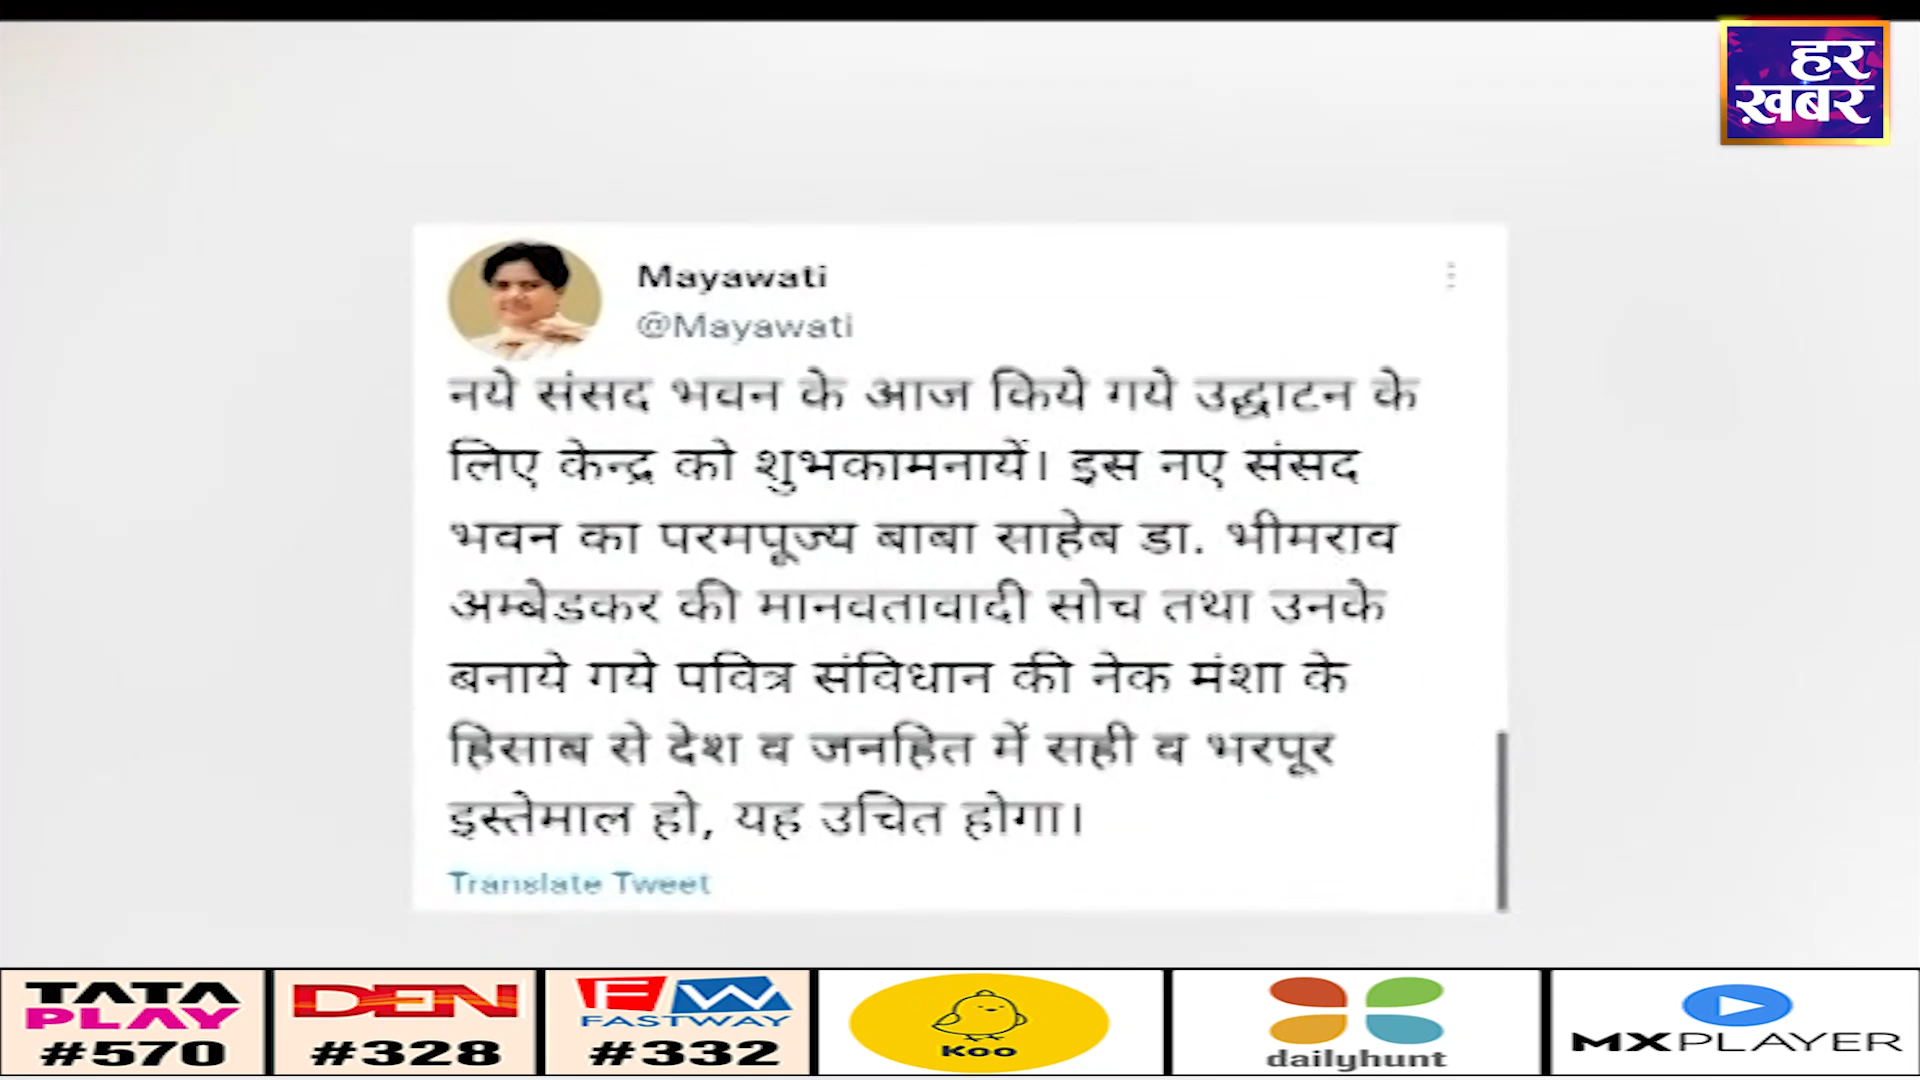 हर
ख़बर
Mayawati
@Mayawati
नये संसद भवन के आज किये गये उद्घाटन के
लिए केन्द्र को शुभकामनायें। इस नए संसद
भवन का परमपूज्य बाबा साहेब डा. भीमराव
अम्बेडकर की मानवतावादी सोच तथा उनके
बनाये गये पवित्र संविधान की नेक मंशा के
हिसाब से देश व जनहित में सही व भरपूर
इस्तेमाल हो, यह उचित होगा।
Translate Tweet
TATA
PLAY
#570
DEN
#328
FW
FASTWAY
#332
Koo
dailyhunt
MXPLAYER